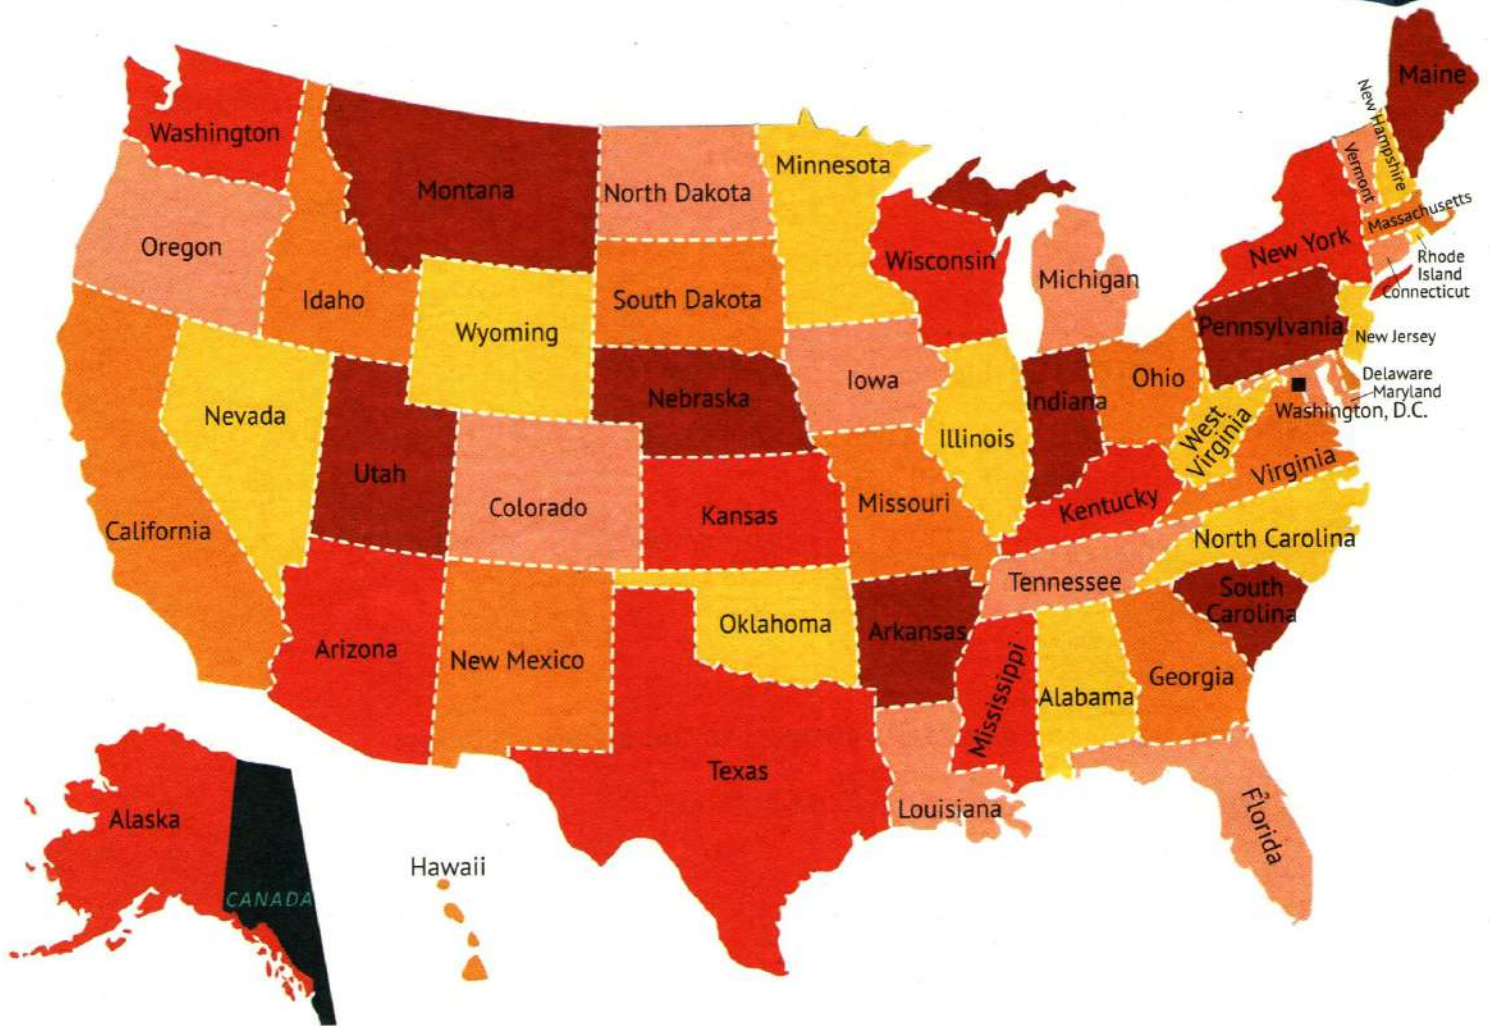 Maine
New Hampshire
Vermont
Washington
Montana
North Dakota
Minnesota
Massachusetts
Oregon
New York
Wisconsin
Rhode
Island
Michigan
Connecticut
Idaho
South Dakota
Wyoming
Pennsylvania
New Jersey
Iowa
Ohio
Delaware
Maryland
Nebraska
Indiana
Washington, D.C.
Nevada
Illinois
West
Virginia
Utah
Virginia
Colorado
Kansas
Missouri
Kentucky
California
North Carolina
Tennessee
South
Carolina
Oklahoma
Arkansas
Arizona
New Mexico
Mississippi
Alabama
Georgia
Texas
Louisiana
Florida
Alaska
Hawaii
CANADA